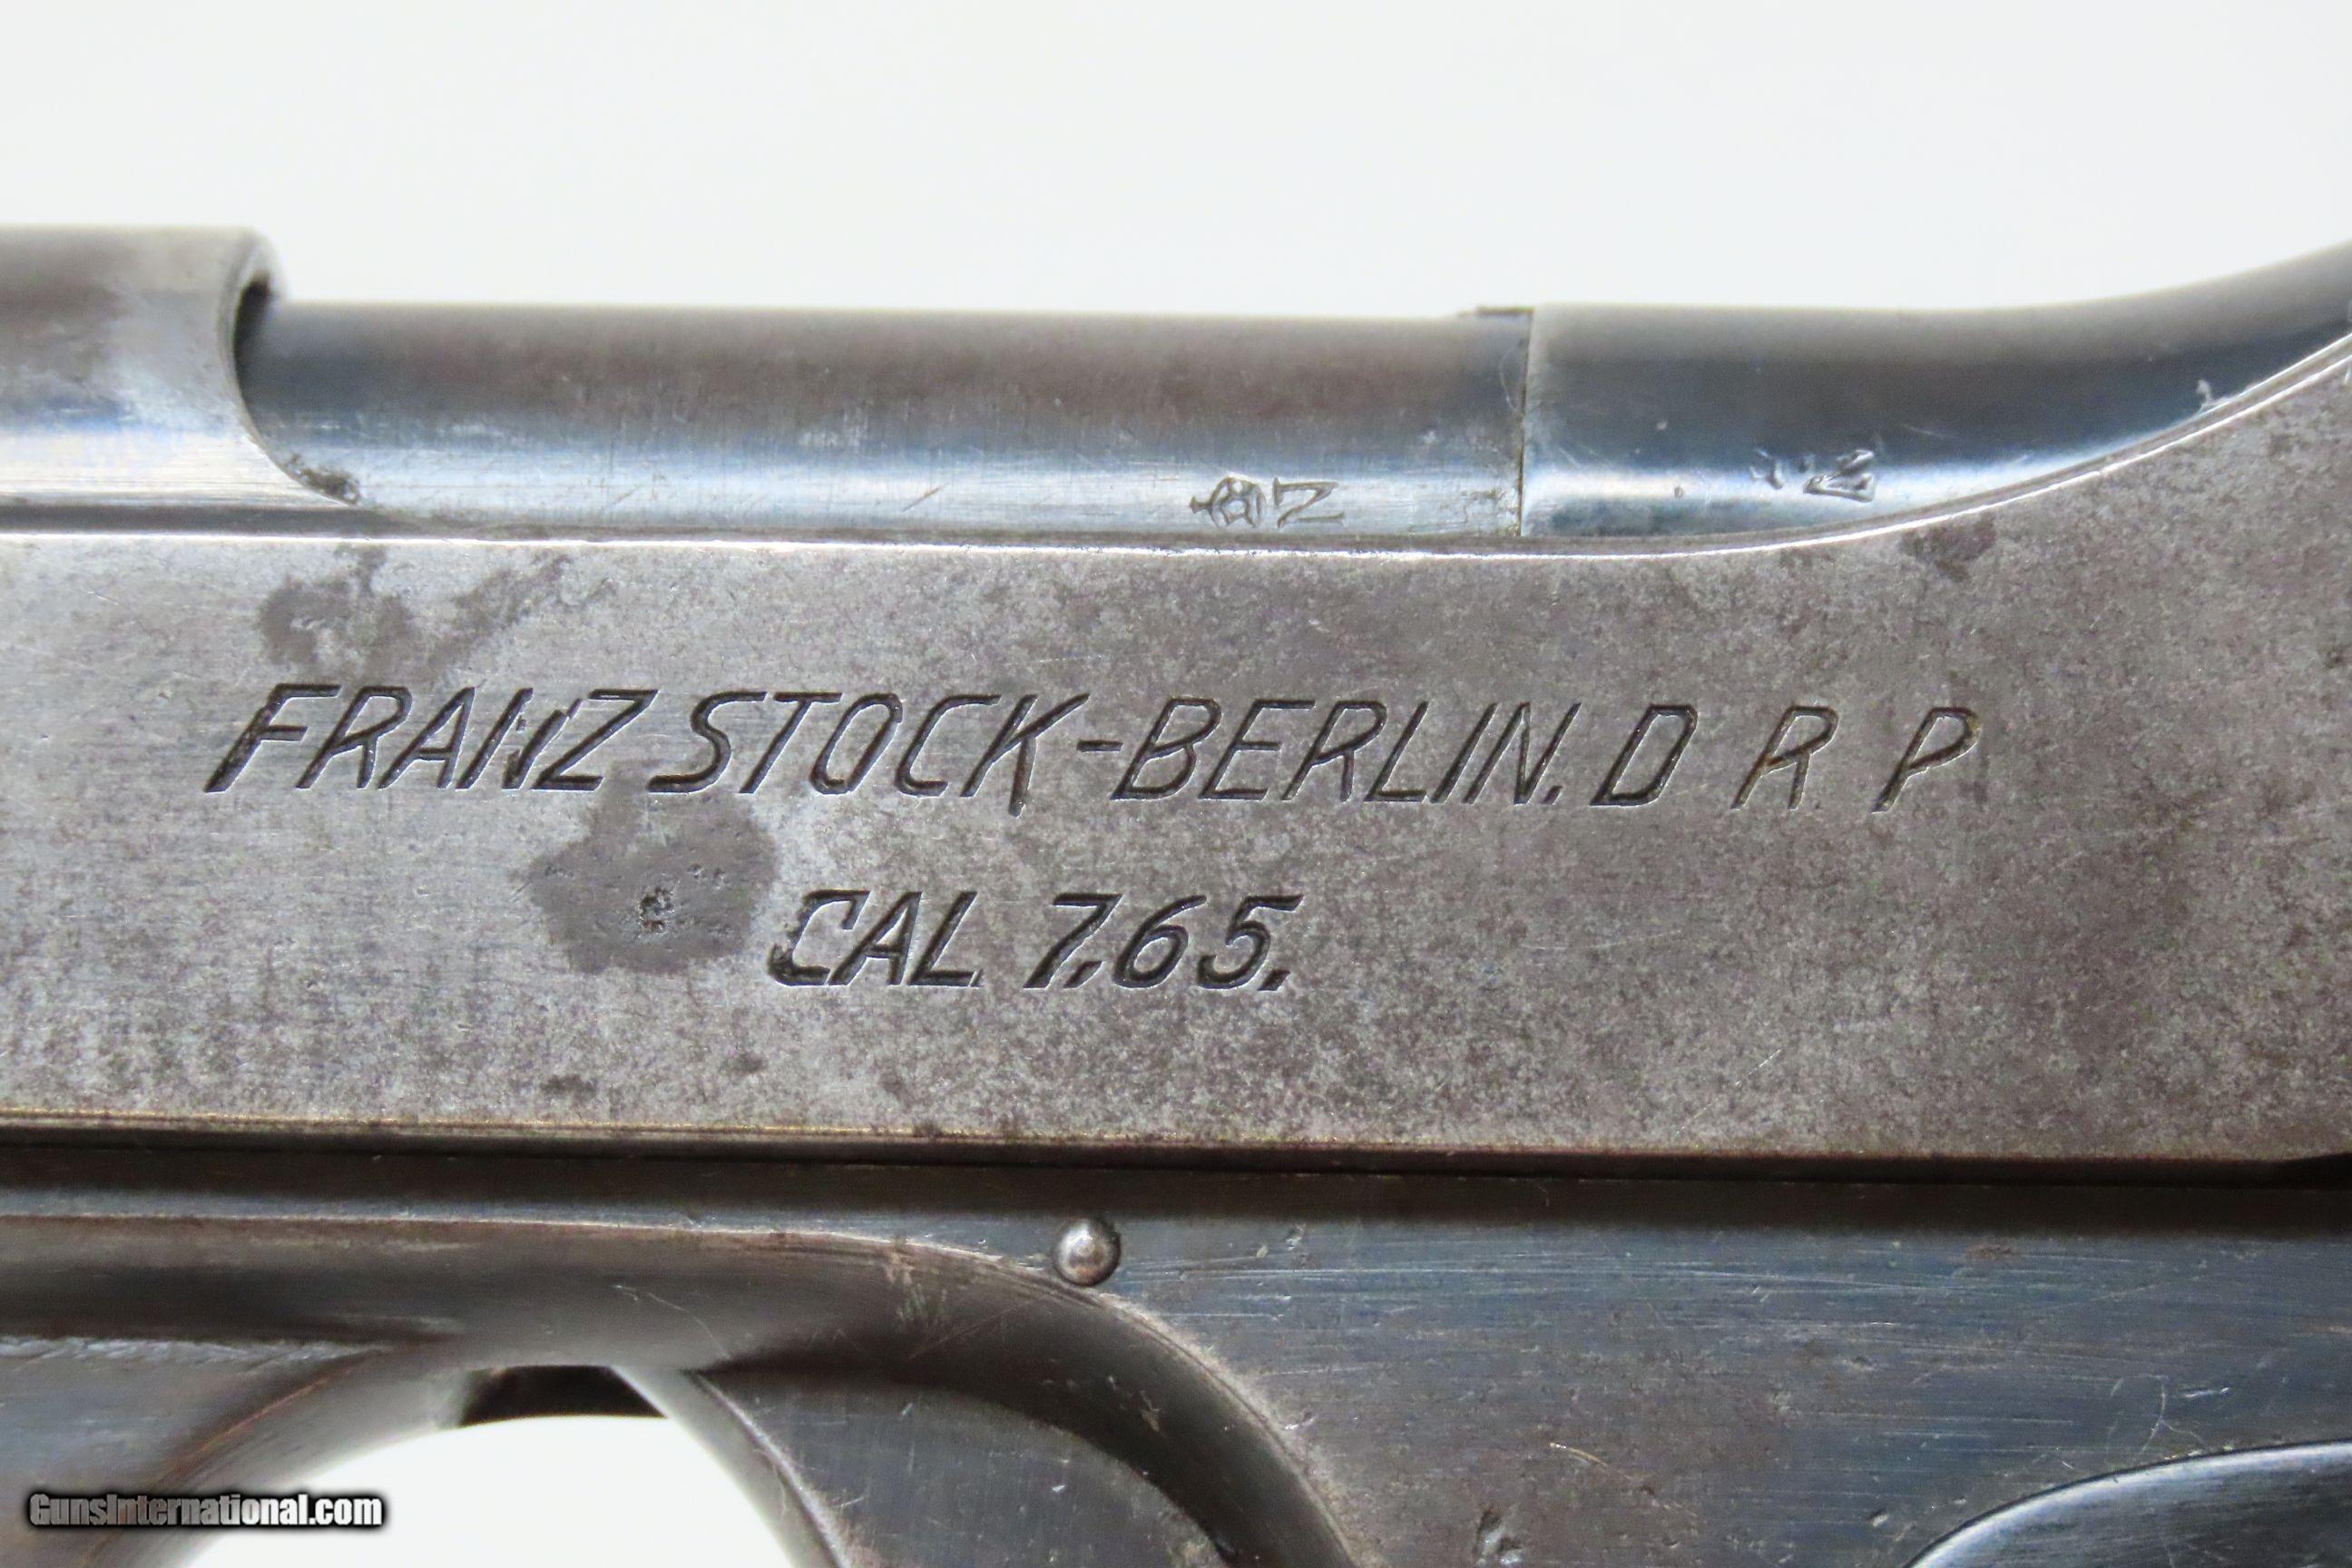 N
FRANZ STOCK-BERLIN. D R P
CAL 7,65.
GunsInternational.com